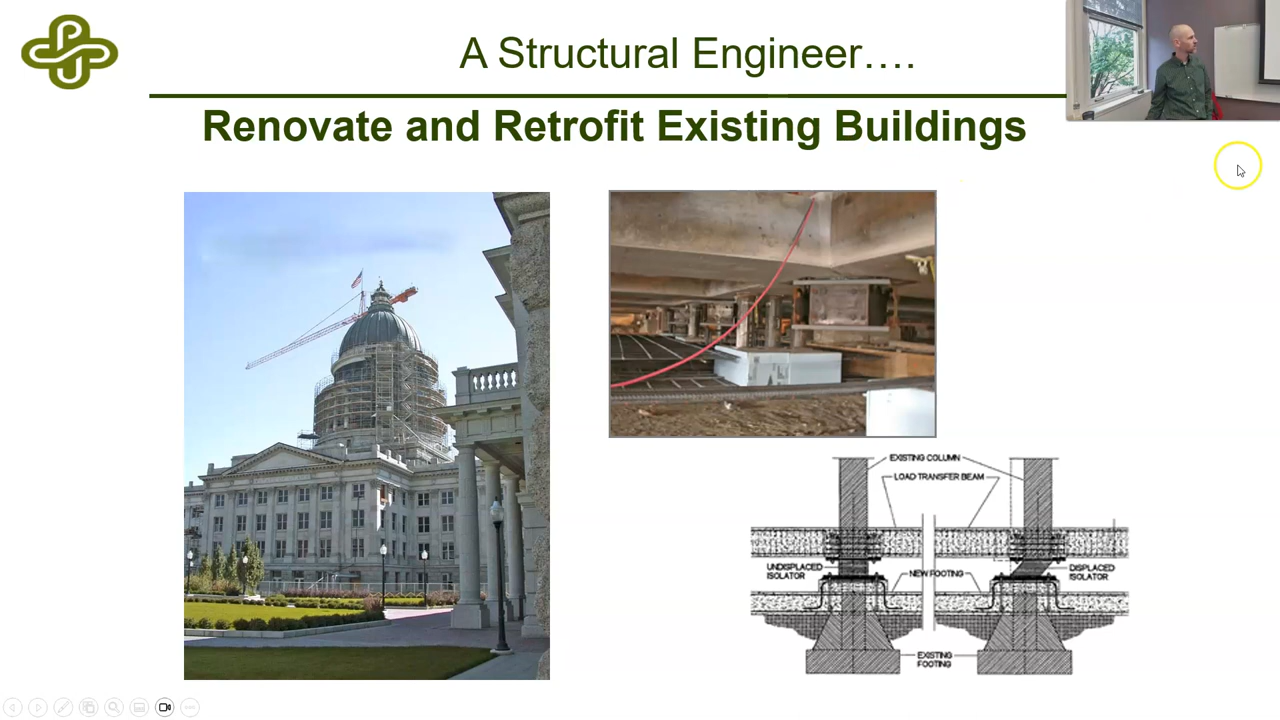 A Structural Engineer….
Renovate and Retrofit Existing Buildings
EXISTING COLUMN
LOAD TRANSFER BEAM
UNDISPLACED
ISOLATOR
NEW FOOTING
DISPLACED
ISOLATOR
EXISTING
FOOTING